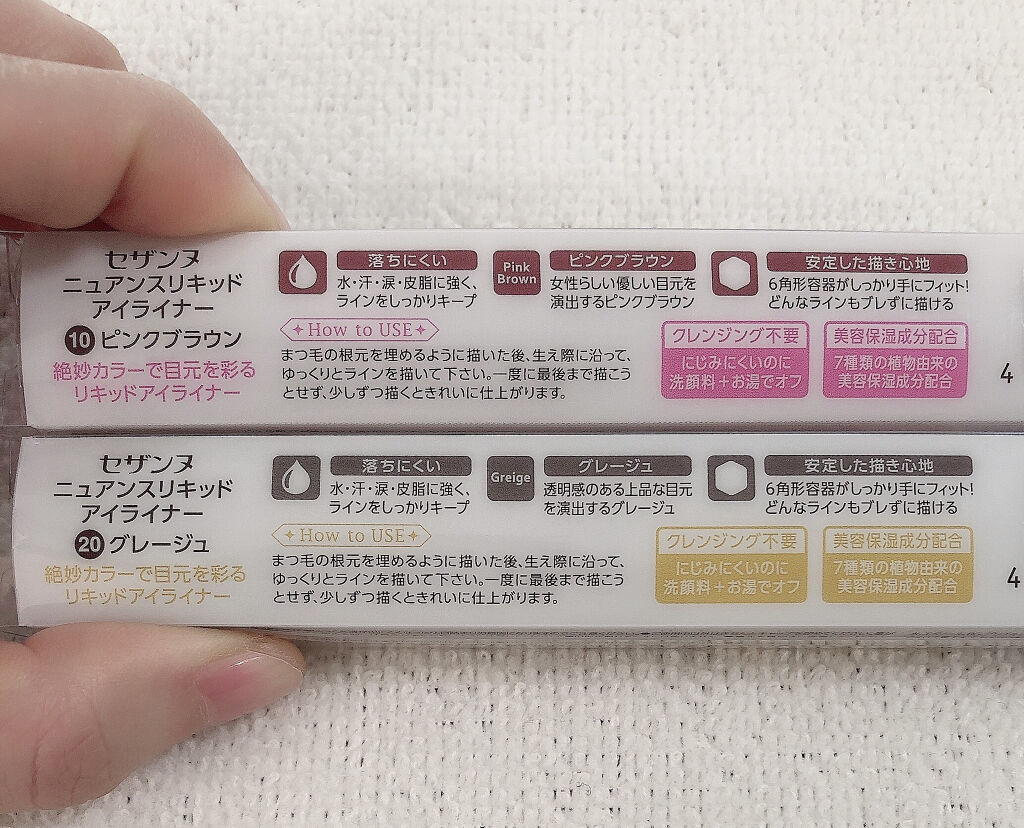 セザンヌ
ニュアンスリキッド
アイライナー
10 ピンクブラウン
絶妙カラーで目元を彩る
リキッドアイライナー
落ちにくい
水・汗・涙・皮脂に強く、
ラインをしっかりキープ
Pink
Brown
ピンクブラウン
女性らしい優しい目元を
演出するピンクブラウン
安定した描き心地
6角形容器がしっかり手にフィット!
どんなラインもブレずに描ける
How to USE
まつ毛の根元を埋めるように描いた後、生え際に沿って、
ゆっくりとラインを描いて下さい。一度に最後まで描こう
とせず、少しずつ描くときれいに仕上がります。
クレンジング不要
にじみにくいのに
洗顔料+お湯でオフ
美容保湿成分配合
7種類の植物由来の
美容保湿成分配合
4
セザンヌ
ニュアンスリキッド
アイライナー
20 グレージュ
絶妙カラーで目元を彩る
リキッドアイライナー
落ちにくい
水・汗・涙・皮脂に強く、
ラインをしっかりキープ
Greige
グレージュ
透明感のある上品な目元
を演出するグレージュ
安定した描き心地
6角形容器がしっかり手にフィット!
どんなラインもブレずに描ける
How to USE
まつ毛の根元を埋めるように描いた後、生え際に沿って、
ゆっくりとラインを描いて下さい。一度に最後まで描こう
とせず、少しずつ描くときれいに仕上がります。
クレンジング不要
にじみにくいのに
洗顔料+お湯でオフ
美容保湿成分配合
7種類の植物由来の
美容保湿成分配合
4